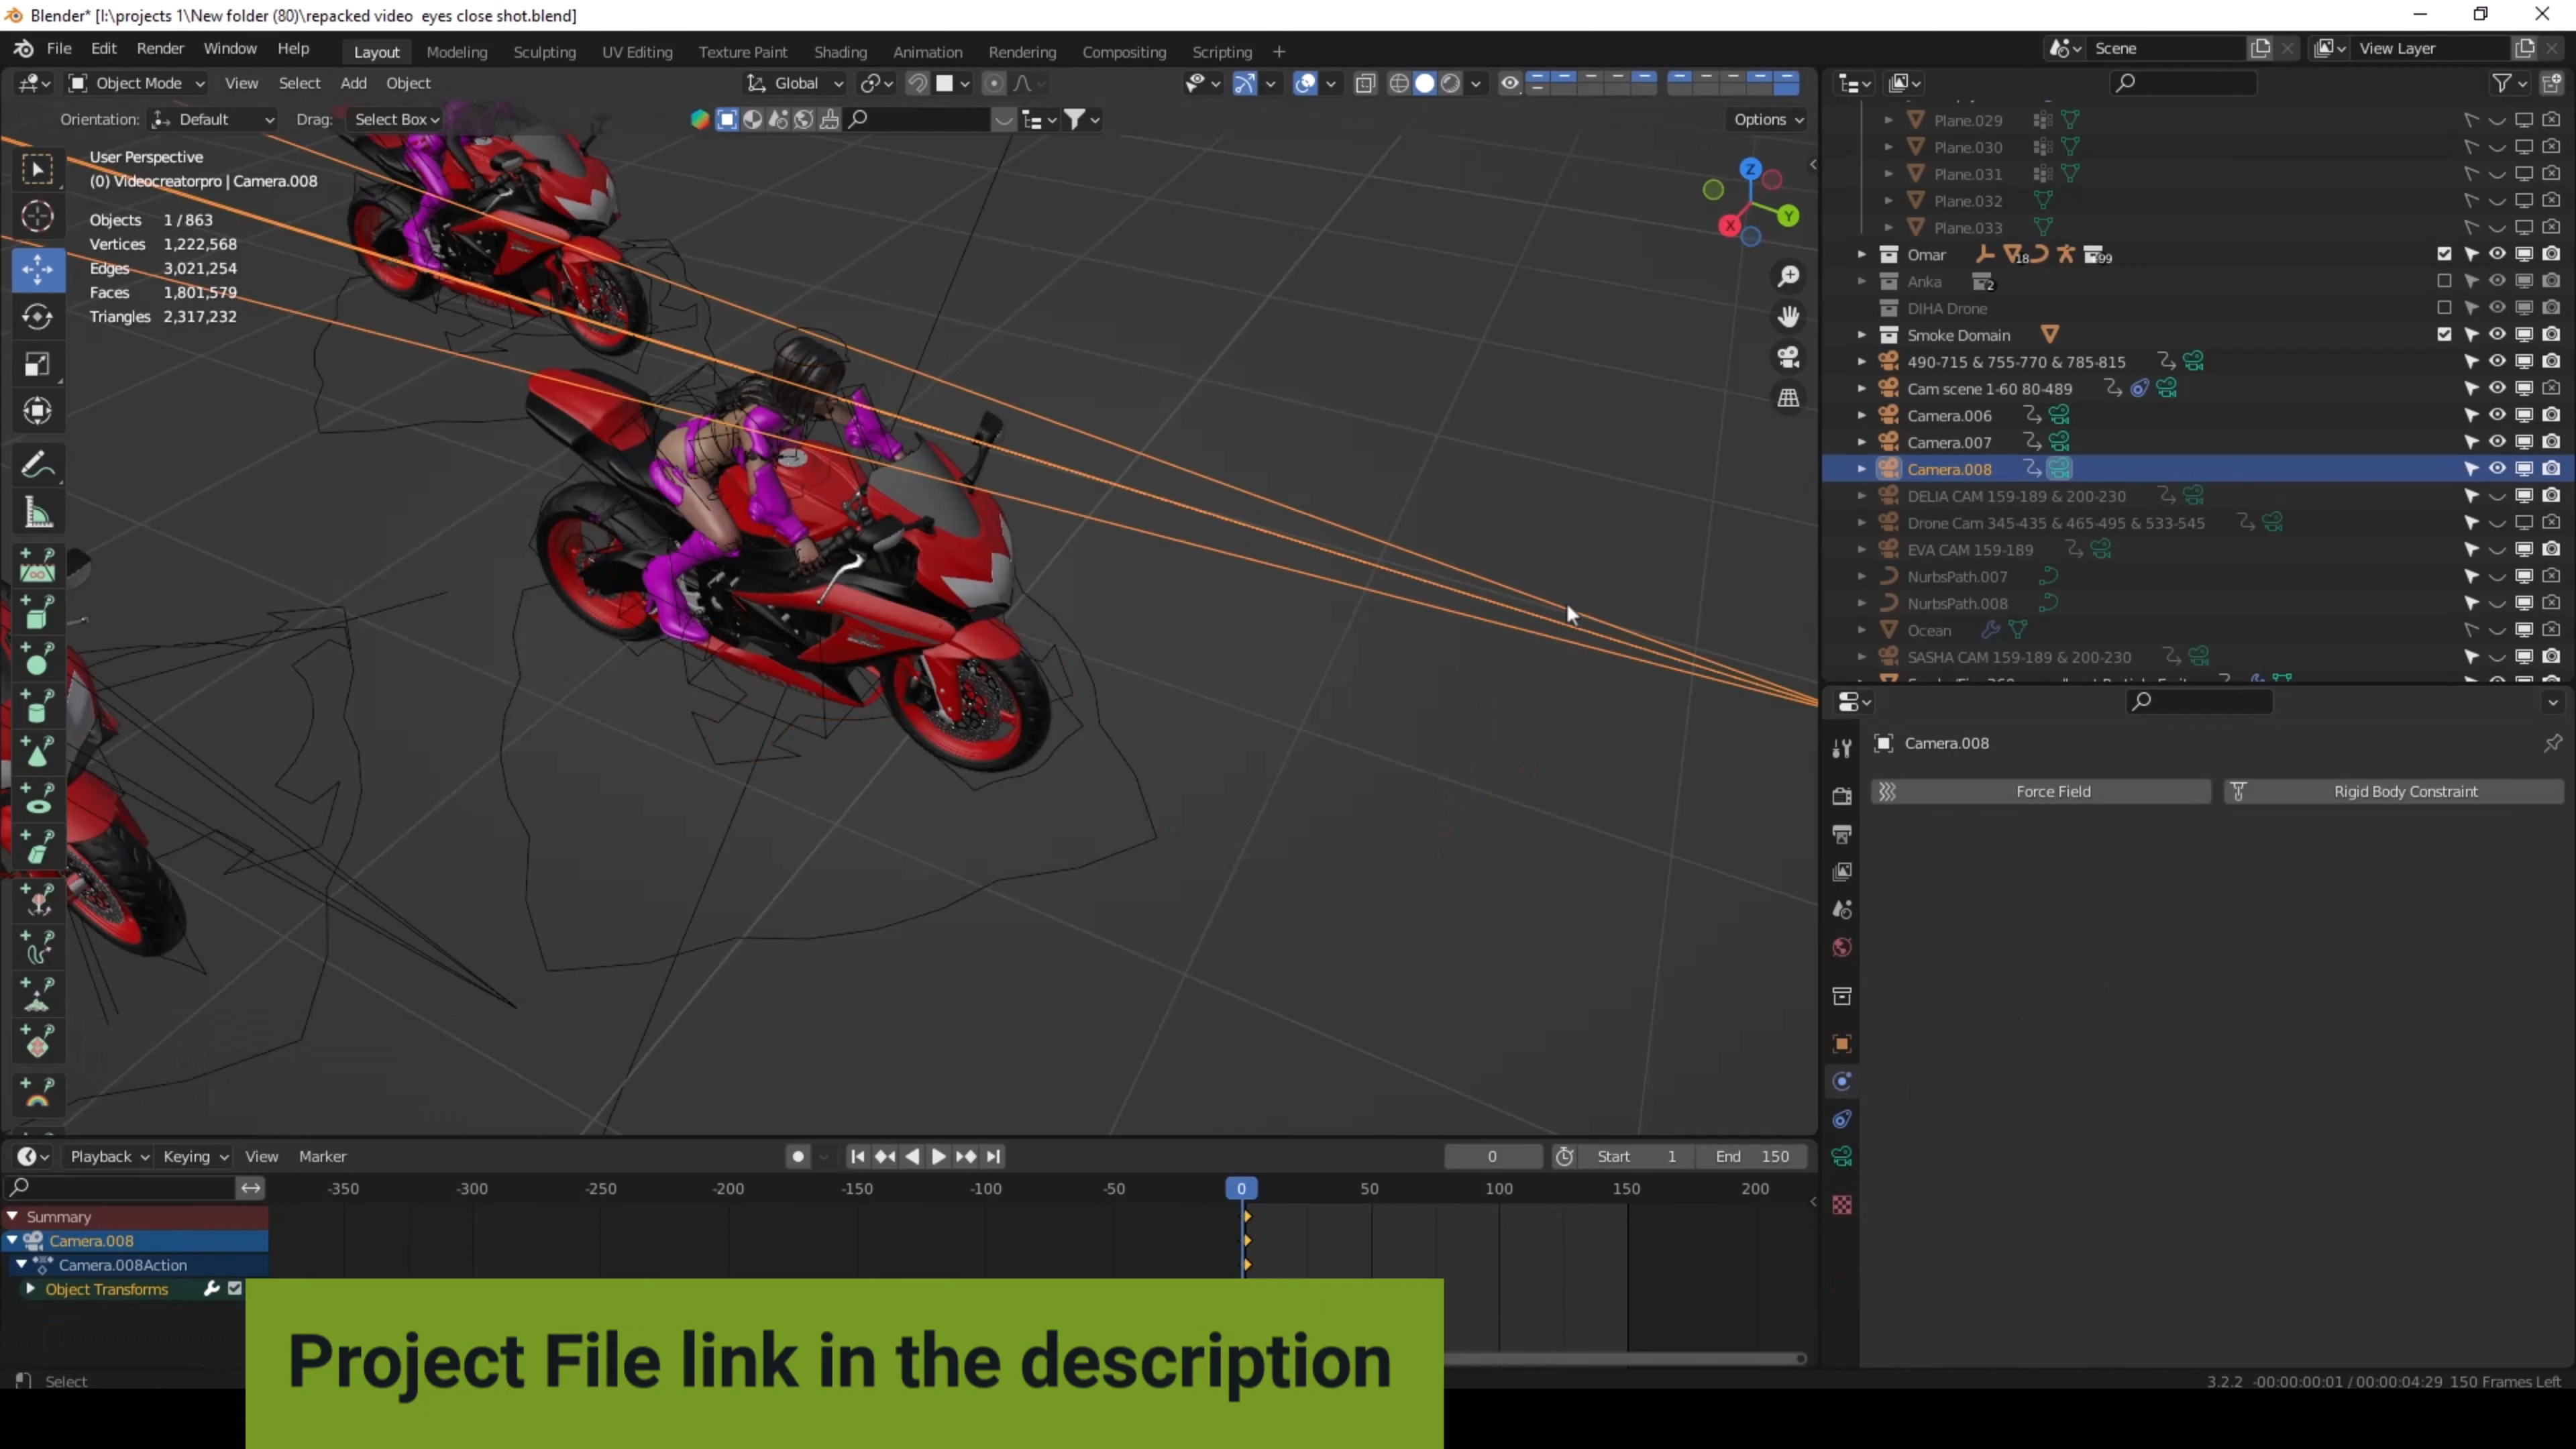 Blender* [I:\projects 1\New folder (80)\repacked video  eyes close shot.blend]
File Edit Render Window Help
Layout Modeling Sculpting UV Editing Texture Paint Shading Animation Rendering Compositing Scripting +
Scene
View Layer
Object Mode View Select Add Object
Global
Orientation: Default Drag: Select Box
Options
User Perspective
(0) Videocreatorpro | Camera.008
Objects 1 / 863
Vertices 1,222,568
Edges 3,021,254
Faces 1,801,579
Triangles 2,317,232
Z
Y
X
Plane.029
Plane.030
Plane.031
Plane.032
Plane.033
Omar 18 99
Anka 2
DIHA Drone
Smoke Domain
490-715 & 755-770 & 785-815
Cam scene 1-60 80-489
Camera.006
Camera.007
Camera.008
DELIA CAM 159-189 & 200-230
Drone Cam 345-435 & 465-495 & 533-545
EVA CAM 159-189
NurbsPath.007
NurbsPath.008
Ocean
SASHA CAM 159-189 & 200-230
Camera.008
Force Field
Rigid Body Constraint
Playback Keying View Marker
0
Start 1
End 150
-350 -300 -250 -200 -150 -100 -50 0 50 100 150 200
Summary
Camera.008
Camera.008Action
Object Transforms
Project File link in the description
Select
3.2.2 -00:00:00:01 / 00:00:04:29 150 Frames Left